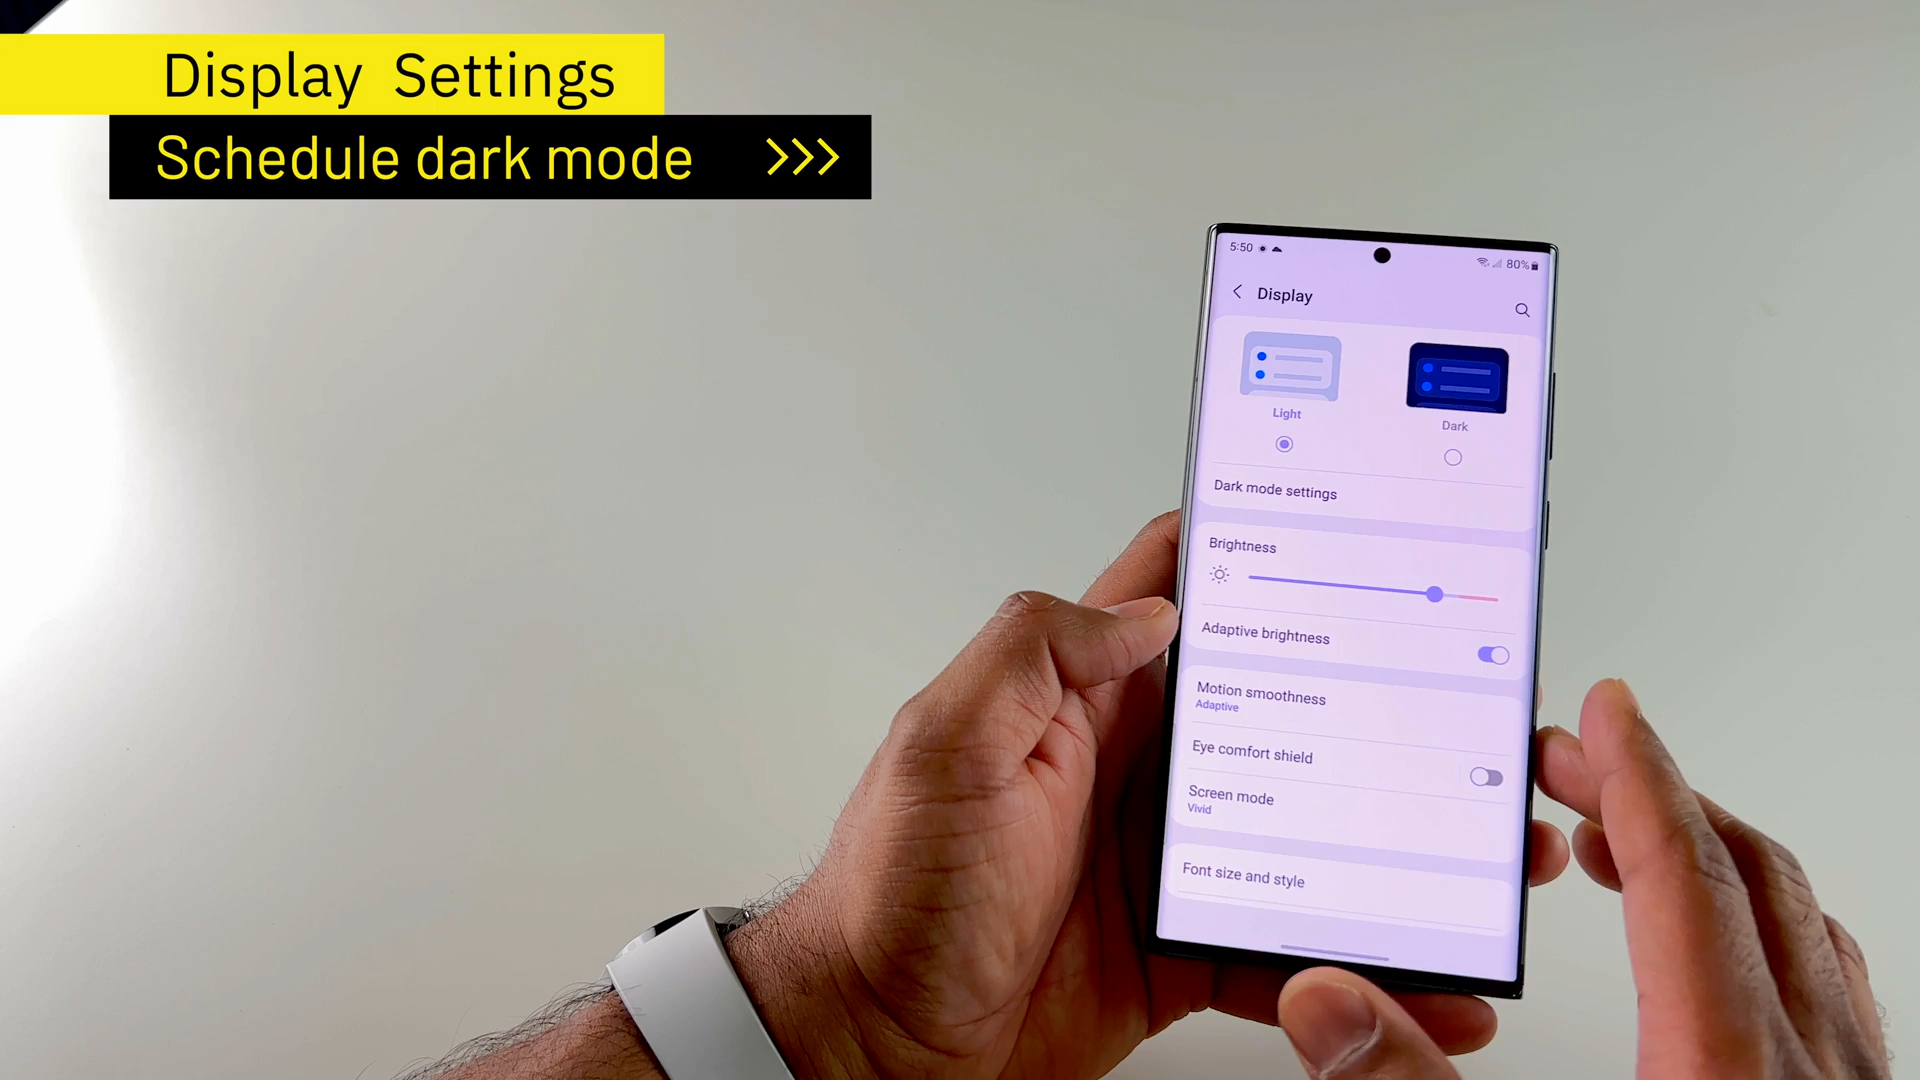 Display Settings
Schedule dark mode >>>
5:50
80%
Display
Light
Dark
Dark mode settings
Brightness
Adaptive brightness
Motion smoothness
Adaptive
Eye comfort shield
Screen mode
Vivid
Font size and style